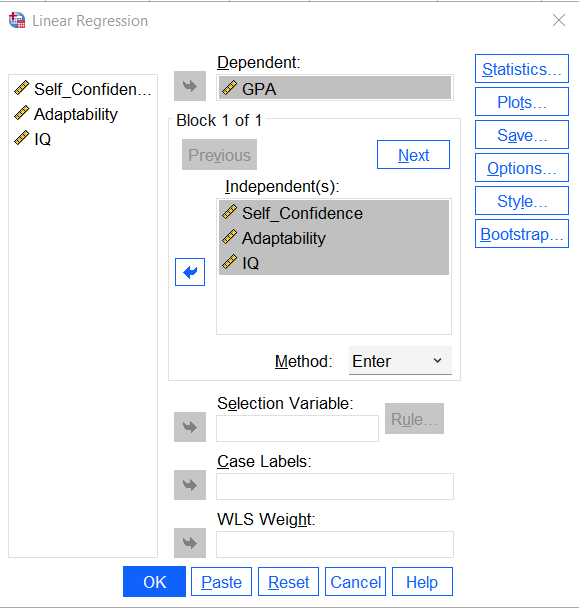 Linear Regression
Self_Confiden...
Adaptability
IQ
Dependent:
GPA
Block 1 of 1
Previous
Next
Independent(s):
Self_Confidence
Adaptability
IQ
Method:
Enter
Selection Variable:
Rule...
Case Labels:
WLS Weight:
Statistics...
Plots...
Save...
Options...
Style...
Bootstrap...
OK
Paste
Reset
Cancel
Help